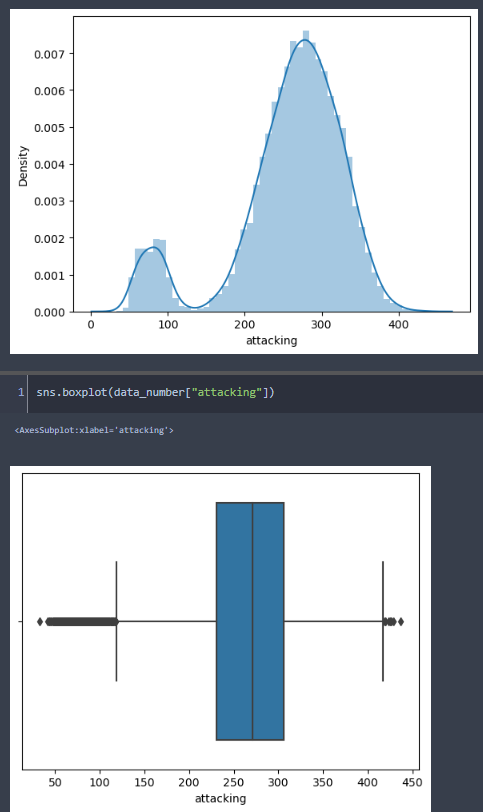 0.007
0.006
0.005
0.004
0.003
0.002
0.001
0.000
Density
0 100 200 300 400
attacking
1 sns.boxplot(data_number["attacking"])
<AxesSubplot:xlabel='attacking'>
50 100 150 200 250 300 350 400 450
attacking